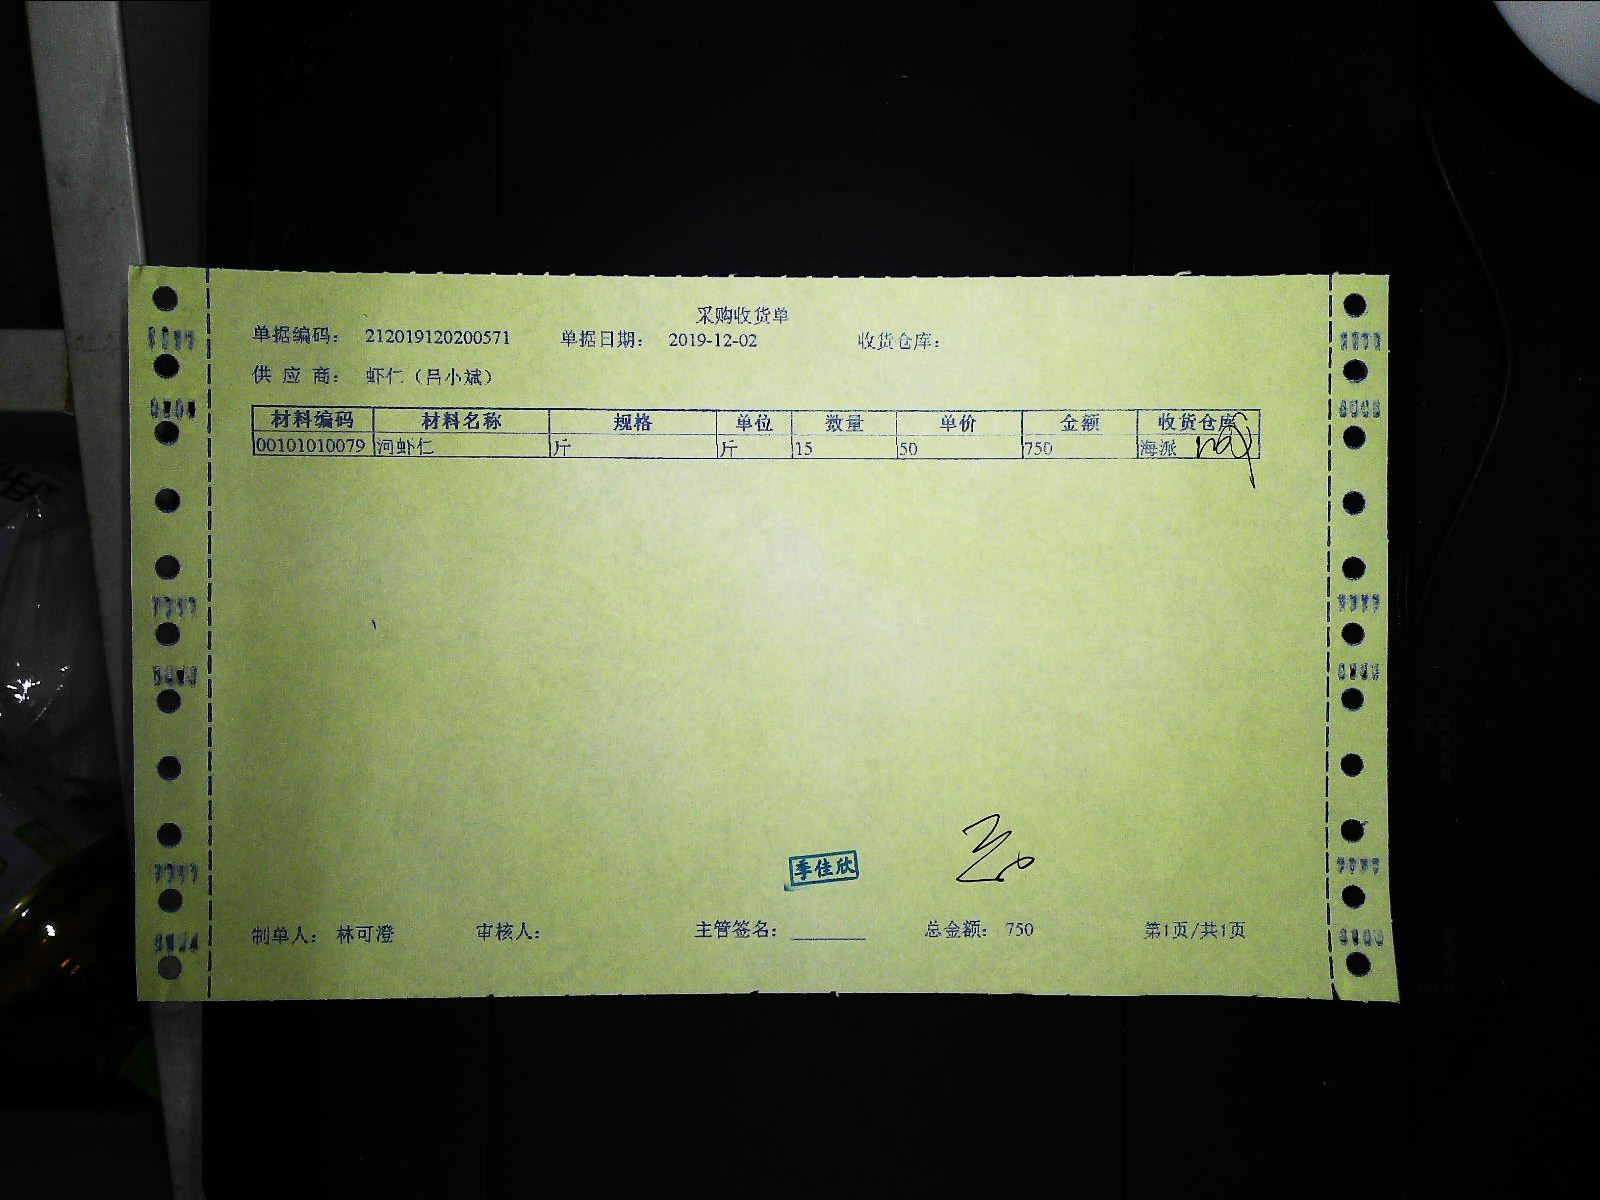 采购收货单
单据编码： 212019120200571 单据日期： 2019-12-02 收货仓库：
供 应 商： 虾仁（吕小斌）
材料编码 材料名称 规格 单位 数量 单价 金额 收货仓库
00101010079 河虾仁 斤 斤 15 50 750 海派
季佳欣
制单人： 林可澄 审核人： 主管签名： 总金额： 750 第1页/共1页